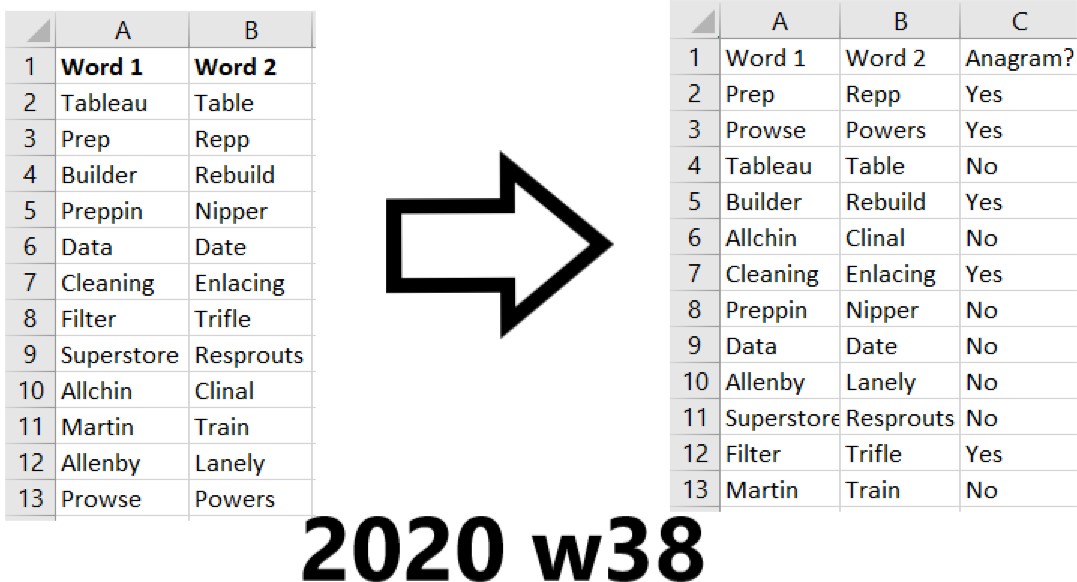 A B
1 Word 1 Word 2
2 Tableau Table
3 Prep Repp
4 Builder Rebuild
5 Preppin Nipper
6 Data Date
7 Cleaning Enlacing
8 Filter Trifle
9 Superstore Resprouts
10 Allchin Clinal
11 Martin Train
12 Allenby Lanely
13 Prowse Powers
A B C
1 Word 1 Word 2 Anagram?
2 Prep Repp Yes
3 Prowse Powers Yes
4 Tableau Table No
5 Builder Rebuild Yes
6 Allchin Clinal No
7 Cleaning Enlacing Yes
8 Preppin Nipper No
9 Data Date No
10 Allenby Lanely No
11 Superstore Resprouts No
12 Filter Trifle Yes
13 Martin Train No
2020 w38